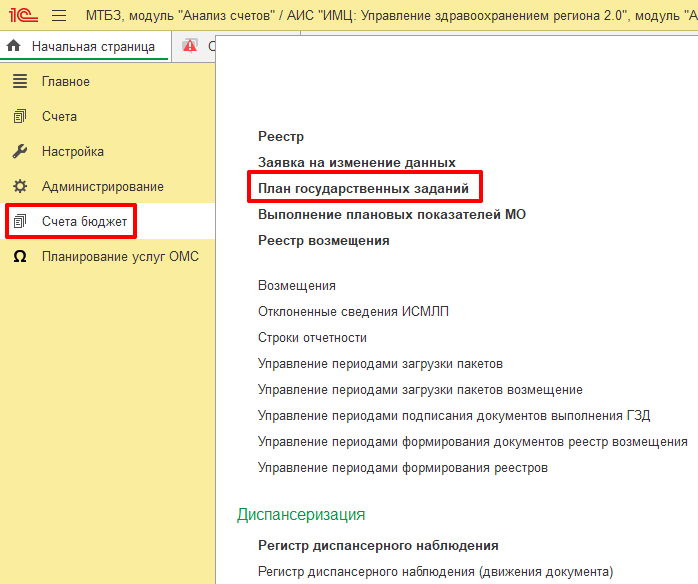 1С МТБЗ, модуль "Анализ счетов" / АИС "ИМЦ: Управление здравоохранением региона 2.0", модуль "А
Начальная страница С
Главное
Счета
Настройка
Администрирование
Счета бюджет
Планирование услуг ОМС
Реестр
Заявка на изменение данных
План государственных заданий
Выполнение плановых показателей МО
Реестр возмещения
Возмещения
Отклоненные сведения ИСМЛП
Строки отчетности
Управление периодами загрузки пакетов
Управление периодами загрузки пакетов возмещение
Управление периодами подписания документов выполнения ГЗД
Управление периодами формирования документов реестр возмещения
Управление периодами формирования реестров
Диспансеризация
Регистр диспансерного наблюдения
Регистр диспансерного наблюдения (движения документа)